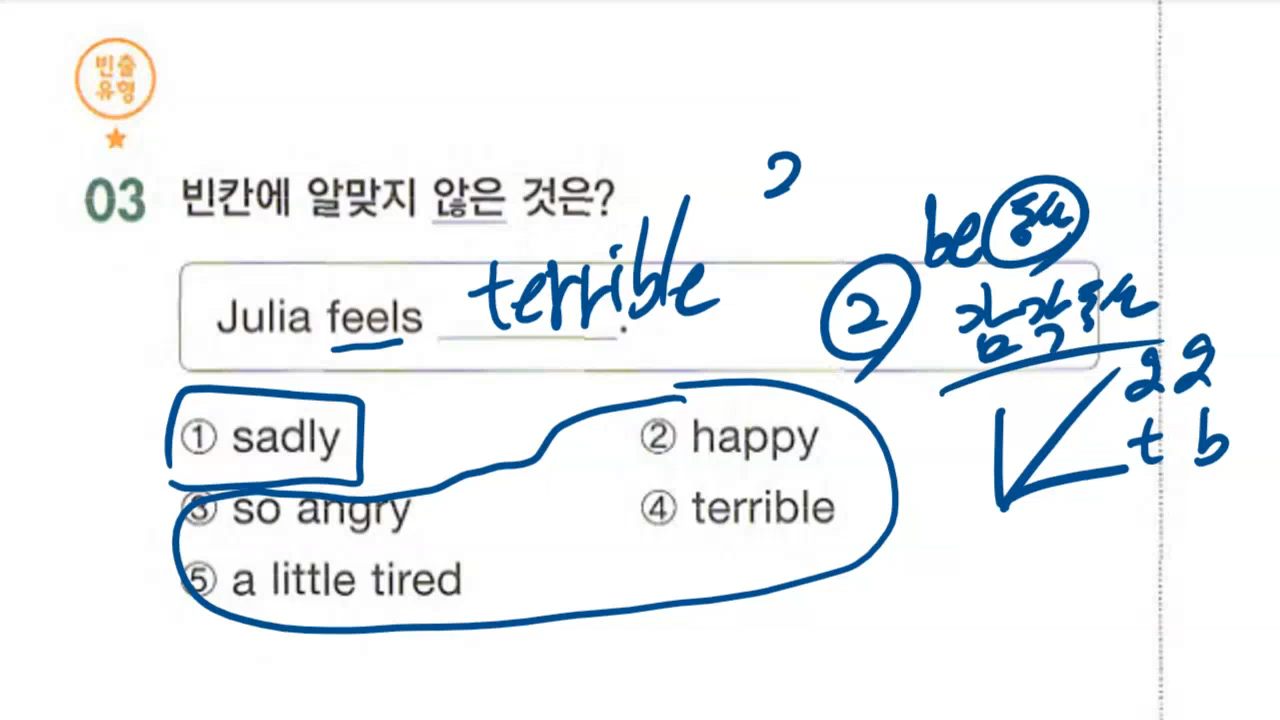 빈출
유형
03 빈칸에 알맞지 않은 것은?
2
be 동사
Julia feels terrible.
2
감각동사
① sadly
② happy
③ so angry
④ terrible
⑤ a little tired
t b